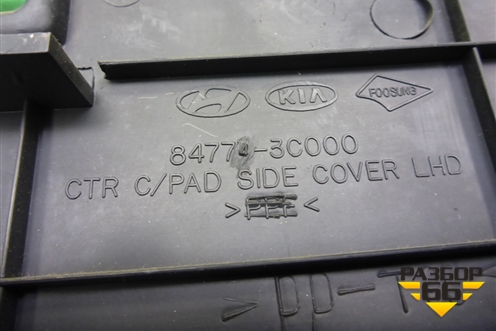 KIA
FOOSUNG
84774-3C000
CTR C/PAD SIDE COVER LHD
РАЗБОР
66